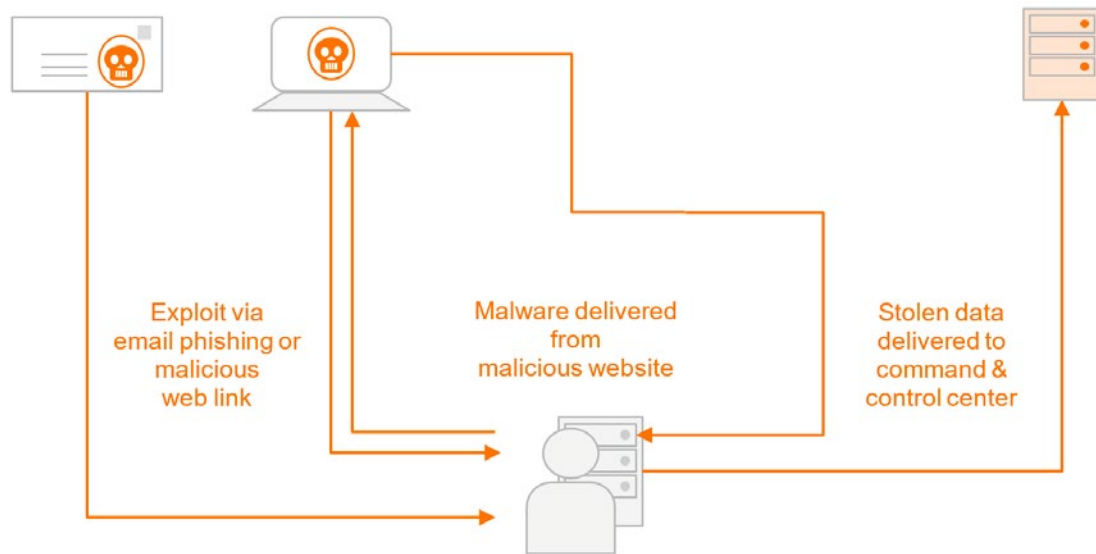 Exploit via
email phishing or
malicious
web link
Malware delivered
from
malicious website
Stolen data
delivered to
command &
control center